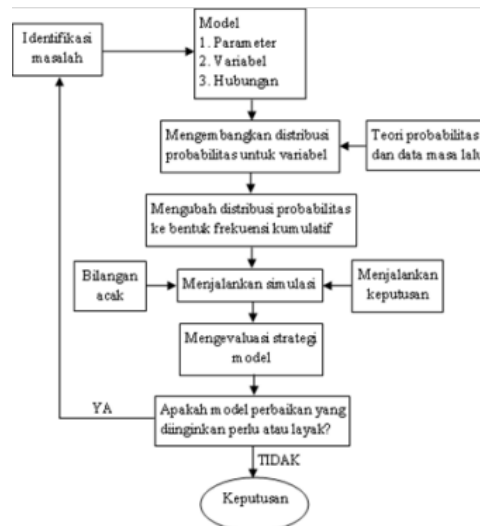 Identifikasi
masalah
Model
1. Parameter
2. Variabel
3. Hubungan
Mengembangkan distribusi
probabilitas untuk variabel
Teori probabilitas
dan data masa lalu
Mengubah distribusi probabilitas
ke bentuk frekuensi kumulatif
Bilangan
acak
Menjalankan simulasi
Menjalankan
keputusan
Mengevaluasi strategi
model
YA
Apakah model perbaikan yang
diinginkan perlu atau layak?
TIDAK
Keputusan